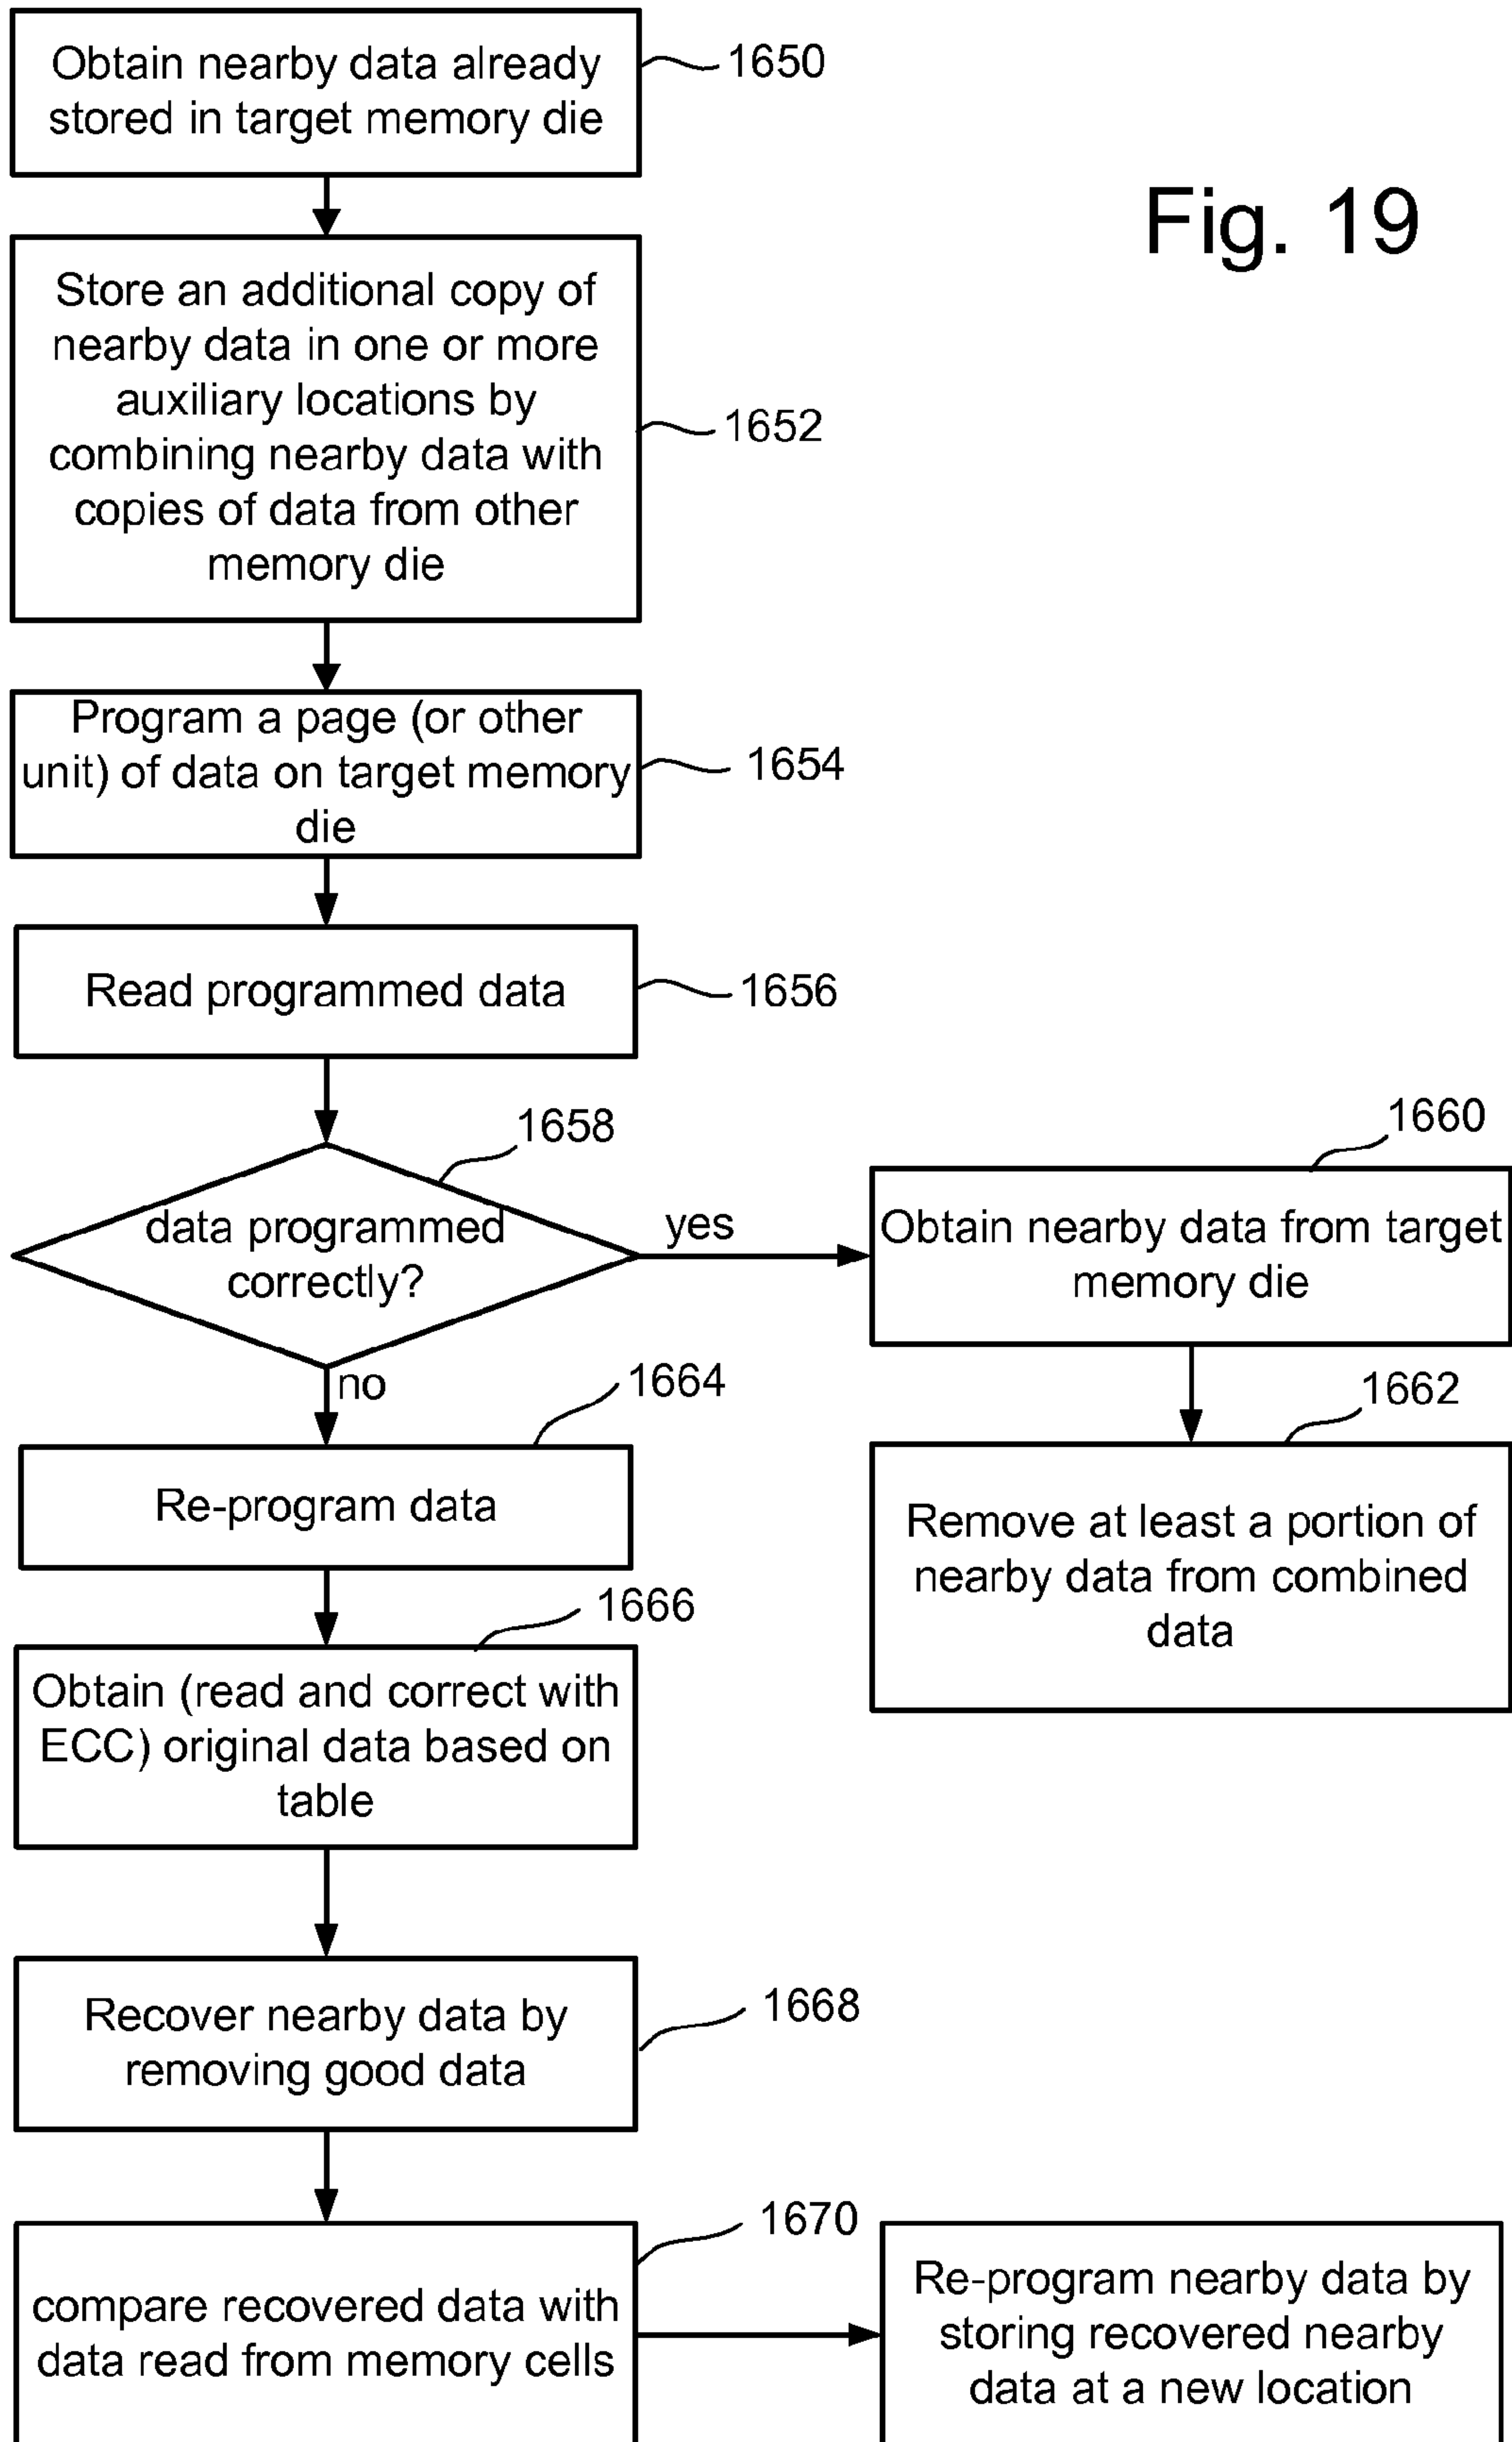 Obtain nearby data already
stored in target memory die
1650
Fig. 19
Store an additional copy of
nearby data in one or more
auxiliary locations by
combining nearby data with
copies of data from other
memory die
1652
Program a page (or other
unit) of data on target memory
die
1654
Read programmed data
1656
1658
data programmed
correctly?
yes
no
1660
Obtain nearby data from target
memory die
1662
Remove at least a portion of
nearby data from combined
data
1664
Re-program data
1666
Obtain (read and correct with
ECC) original data based on
table
Recover nearby data by
removing good data
1668
1670
compare recovered data with
data read from memory cells
Re-program nearby data by
storing recovered nearby
data at a new location